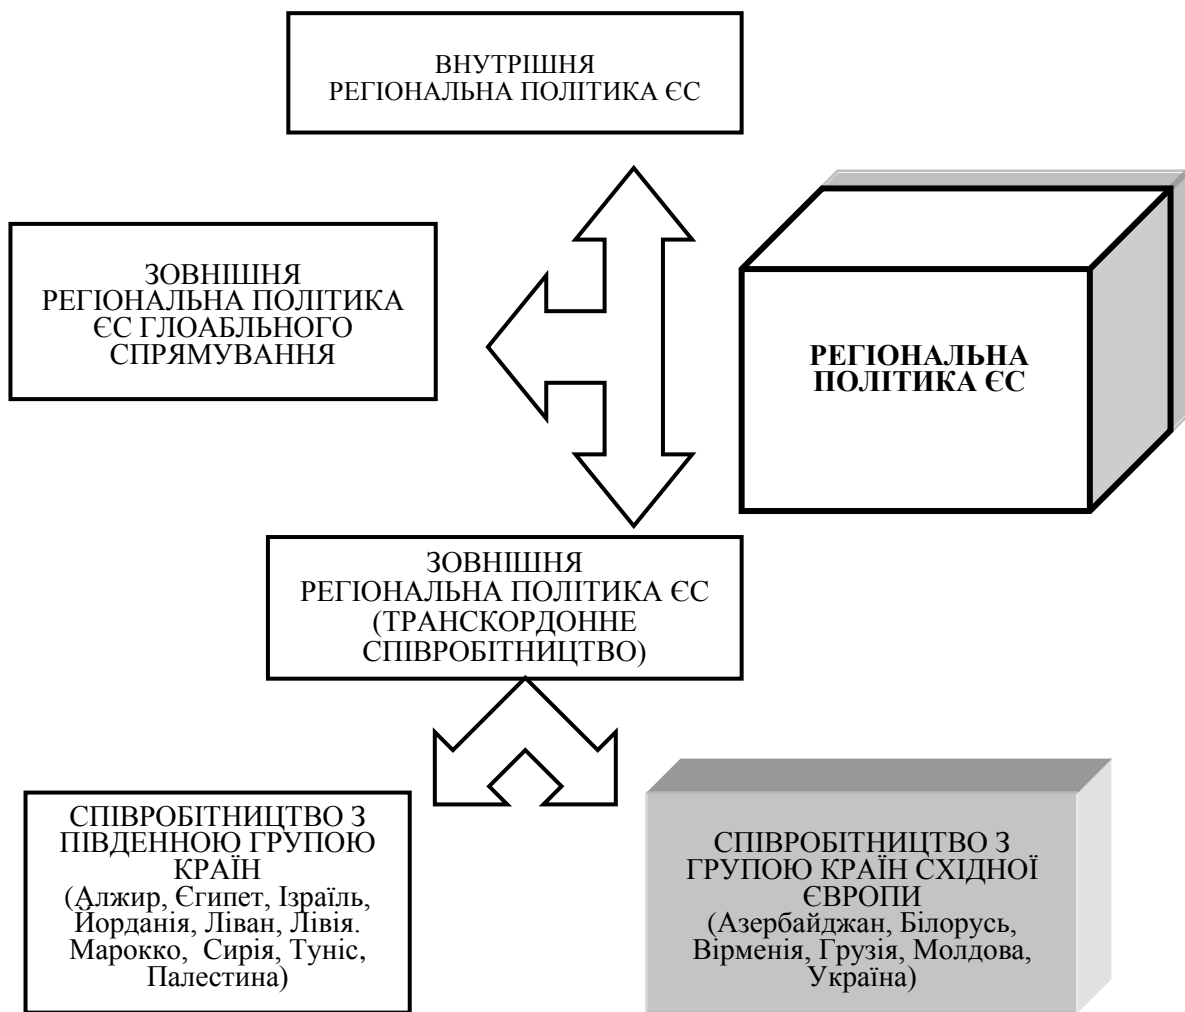 ВНУТРІШНЯ
РЕГІОНАЛЬНА ПОЛІТИКА ЄС
ЗОВНІШНЯ
РЕГІОНАЛЬНА ПОЛІТИКА
ЄС ГЛОАБЛЬНОГО
СПРЯМУВАННЯ
РЕГІОНАЛЬНА
ПОЛІТИКА ЄС
ЗОВНІШНЯ
РЕГІОНАЛЬНА ПОЛІТИКА ЄС
(ТРАНСКОРДОННЕ
СПІВРОБІТНИЦТВО)
СПІВРОБІТНИЦТВО З
ПІВДЕННОЮ ГРУПОЮ
КРАЇН
(Алжир, Єгипет, Ізраїль,
Йорданія, Ліван, Лівія.
Марокко, Сирія, Туніс,
Палестина)
СПІВРОБІТНИЦТВО З
ГРУПОЮ КРАЇН СХІДНОЇ
ЄВРОПИ
(Азербайджан, Білорусь,
Вірменія, Грузія, Молдова,
Україна)